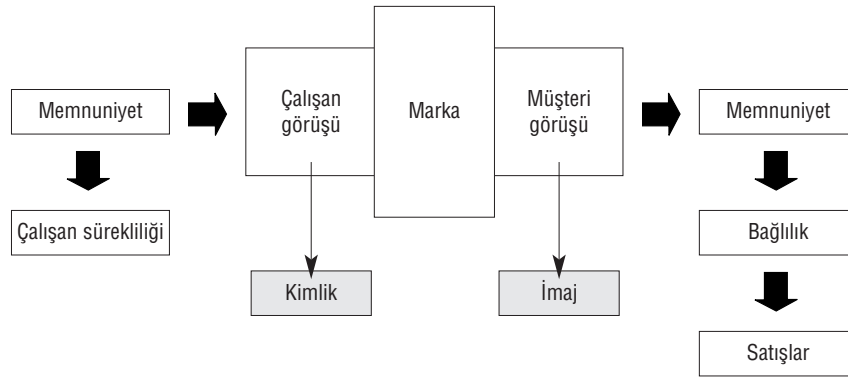 Memnuniyet
Çalışan
görüşü
Marka
Müşteri
görüşü
Memnuniyet
Çalışan sürekliliği
Bağlılık
Kimlik
İmaj
Satışlar